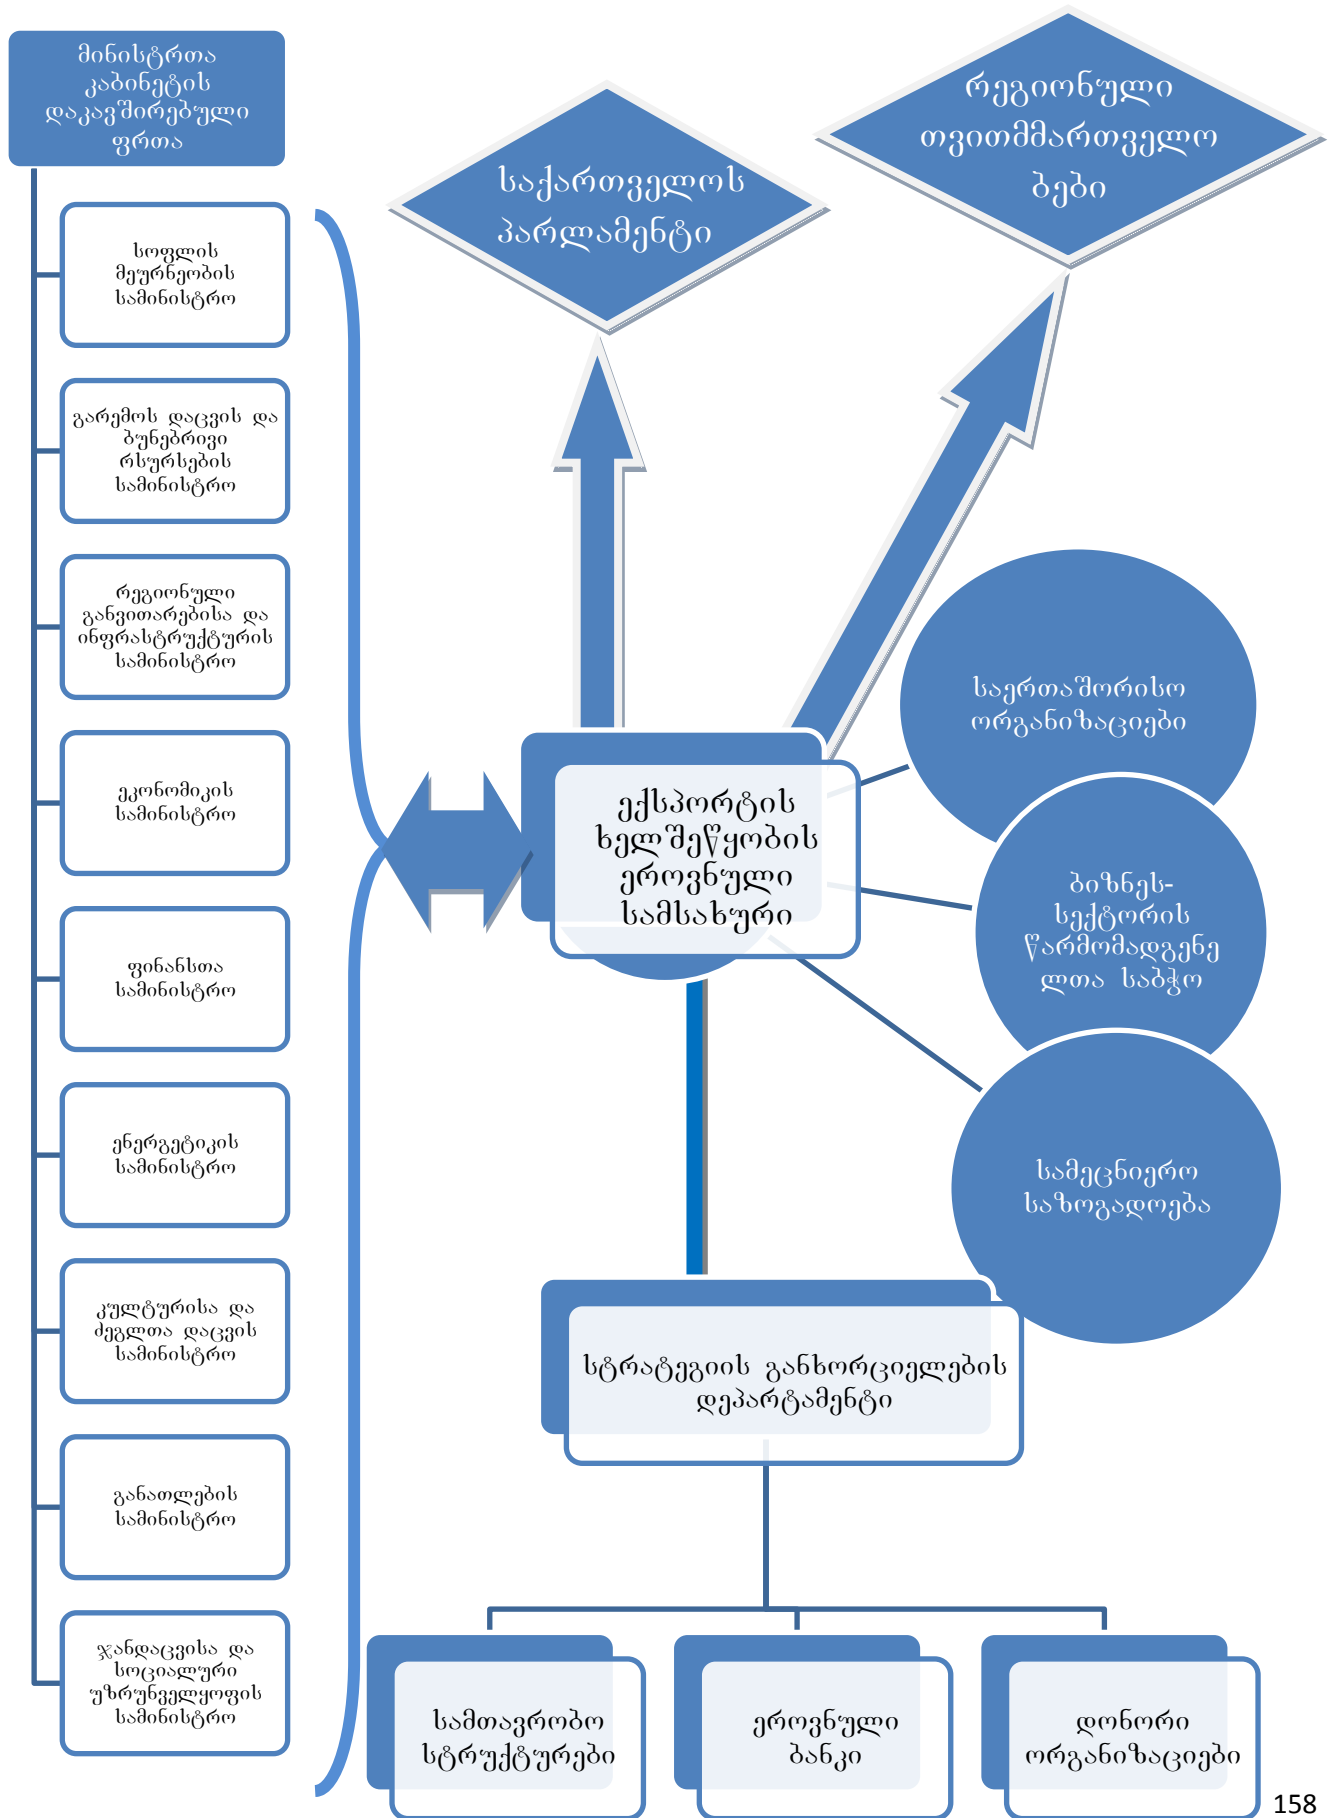 მინისტრთა
კაბინეტის
დაკავშირებული
ფრთა
სოფლის
მეურნეობის
სამინისტრო
გარემოს დაცვის და
ბუნებრივი
რსურსების
სამინისტრო
რეგიონული
განვითარებისა და
ინფრასტრუქტურის
სამინისტრო
ეკონომიკის
სამინისტრო
ფინანსთა
სამინისტრო
ენერგეტიკის
სამინისტრო
კულტურისა და
ძეგლთა დაცვის
სამინისტრო
განათლების
სამინისტრო
ჯანდაცვისა და
სოციალური
უზრუნველყოფის
სამინისტრო
საქართველოს
პარლამენტი
რეგიონული
თვითმმართველო
ბები
ექსპორტის
ხელშეწყობის
ეროვნული
სამსახური
საერთაშორისო
ორგანიზაციები
ბიზნეს-
სექტორის
წარმომადგენე
ლთა საბჭო
სამეცნიერო
საზოგადოება
სტრატეგიის განხორციელების
დეპარტამენტი
სამთავრობო
სტრუქტურები
ეროვნული
ბანკი
დონორი
ორგანიზაციები
158